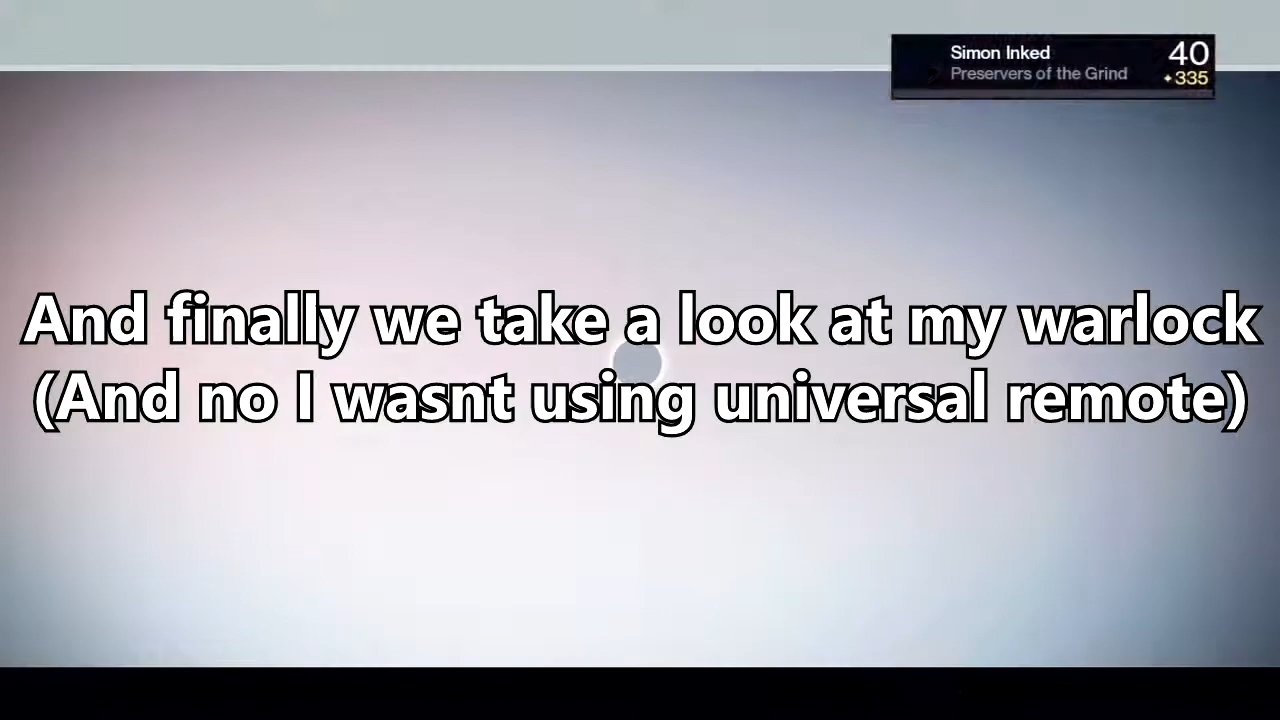 Simon Inked
40
Preservers of the Grind
335
And finally we take a look at my warlock
(And no I wasnt using universal remote)